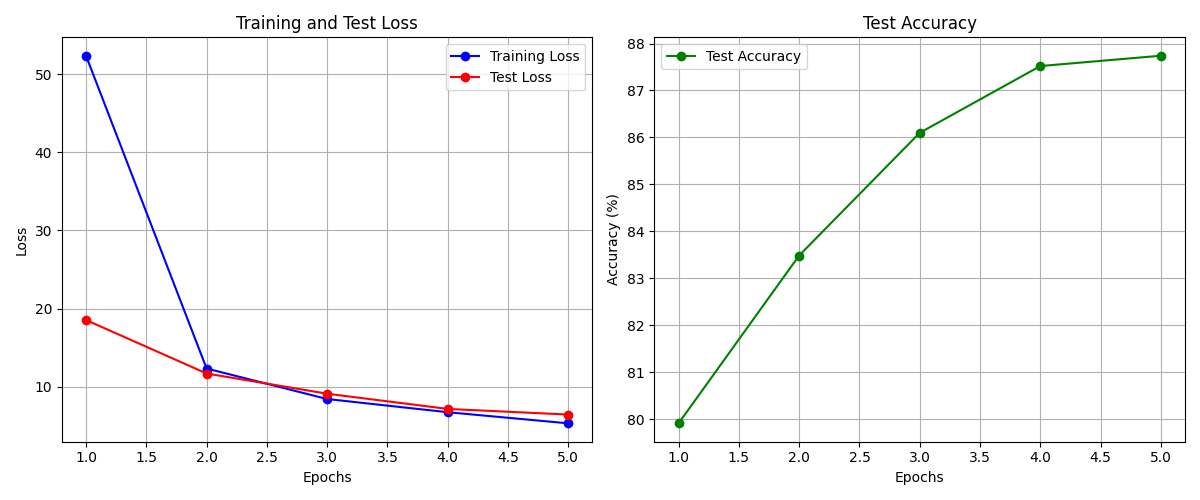 Training and Test Loss
Training Loss
Test Loss
50
40
30
20
10
Loss
1.0 1.5 2.0 2.5 3.0 3.5 4.0 4.5 5.0
Epochs
Test Accuracy
Test Accuracy
88
87
86
85
84
83
82
81
80
Accuracy (%)
1.0 1.5 2.0 2.5 3.0 3.5 4.0 4.5 5.0
Epochs